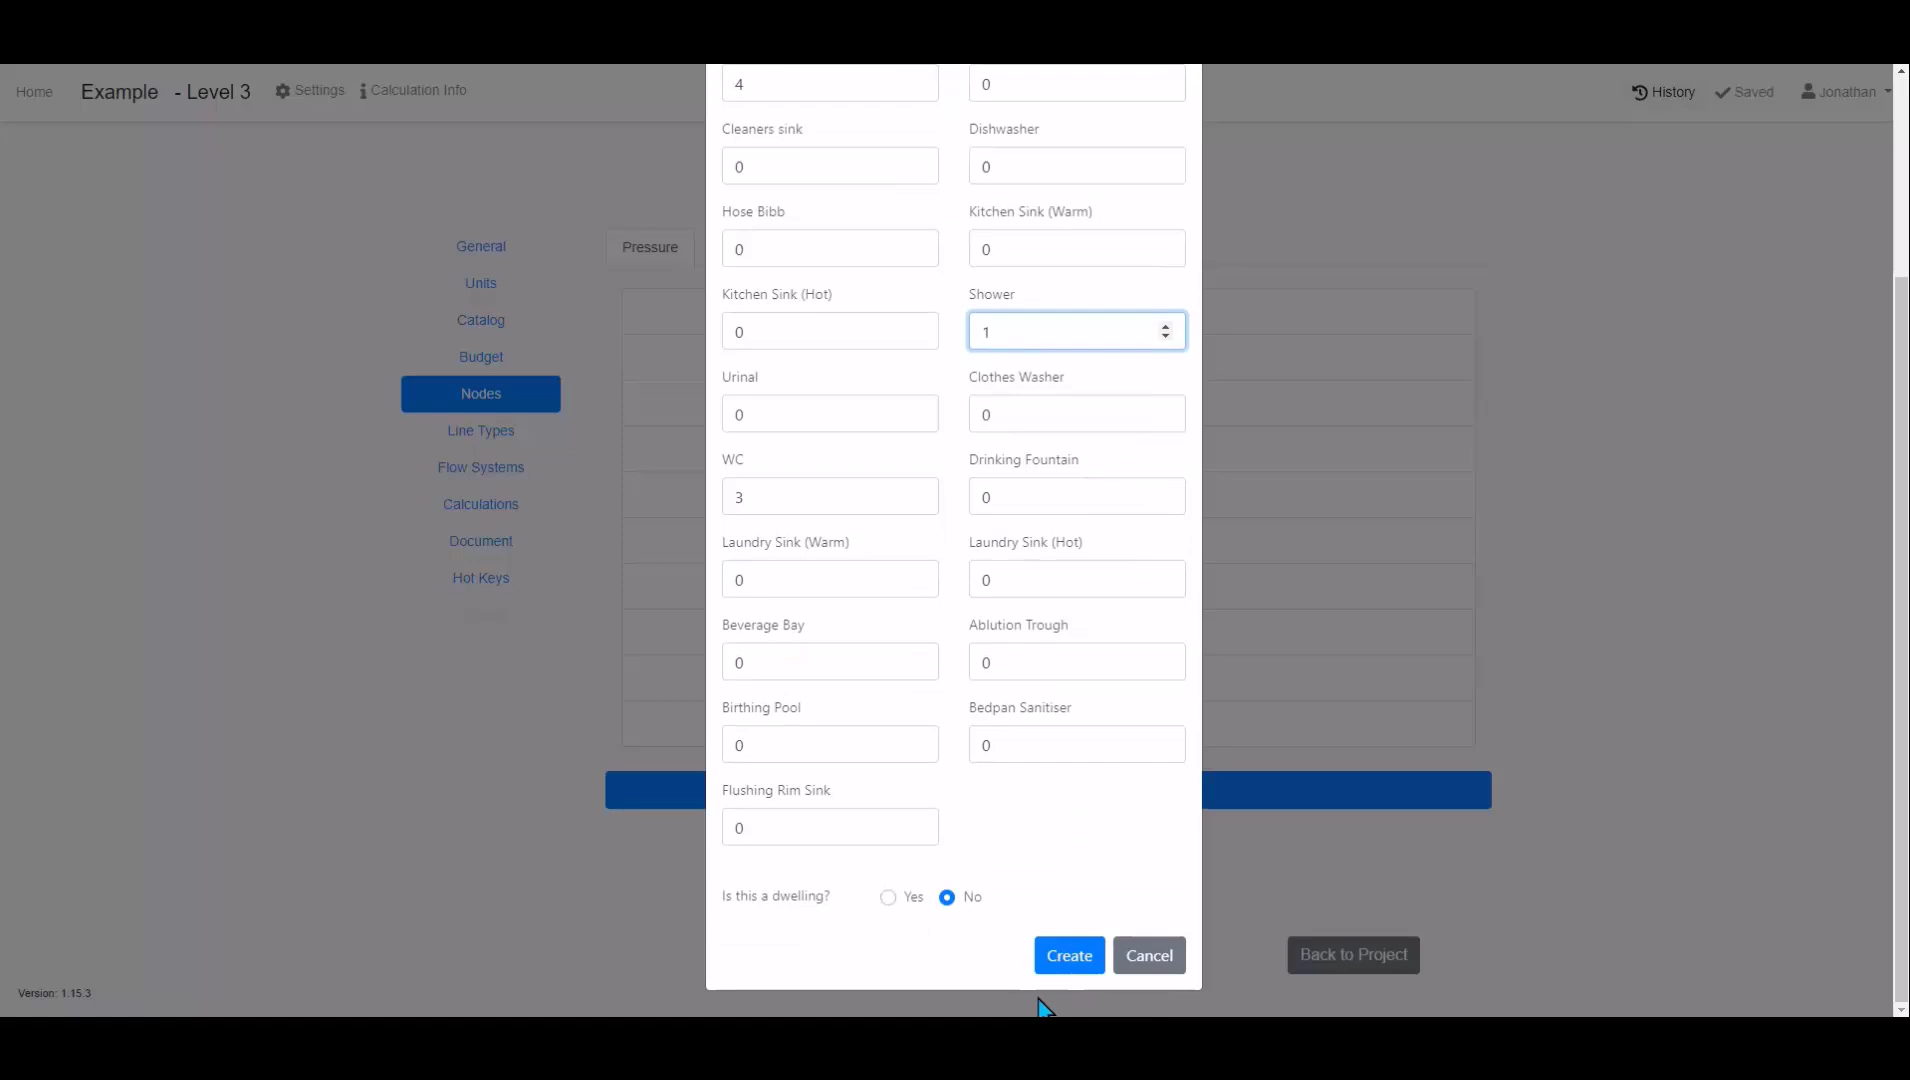 Home Example - Level 3 Settings Calculation Info History Saved Jonathan
4 0
Cleaners sink Dishwasher
0 0
Hose Bibb Kitchen Sink (Warm)
0 0
Kitchen Sink (Hot) Shower
0 1
Urinal Clothes Washer
0 0
WC Drinking Fountain
3 0
Laundry Sink (Warm) Laundry Sink (Hot)
0 0
Beverage Bay Ablution Trough
0 0
Birthing Pool Bedpan Sanitiser
0 0
Flushing Rim Sink
0
Is this a dwelling? Yes No
Create Cancel
General
Units
Catalog
Budget
Nodes
Line Types
Flow Systems
Calculations
Document
Hot Keys
Pressure
Back to Project
Version: 1.15.3